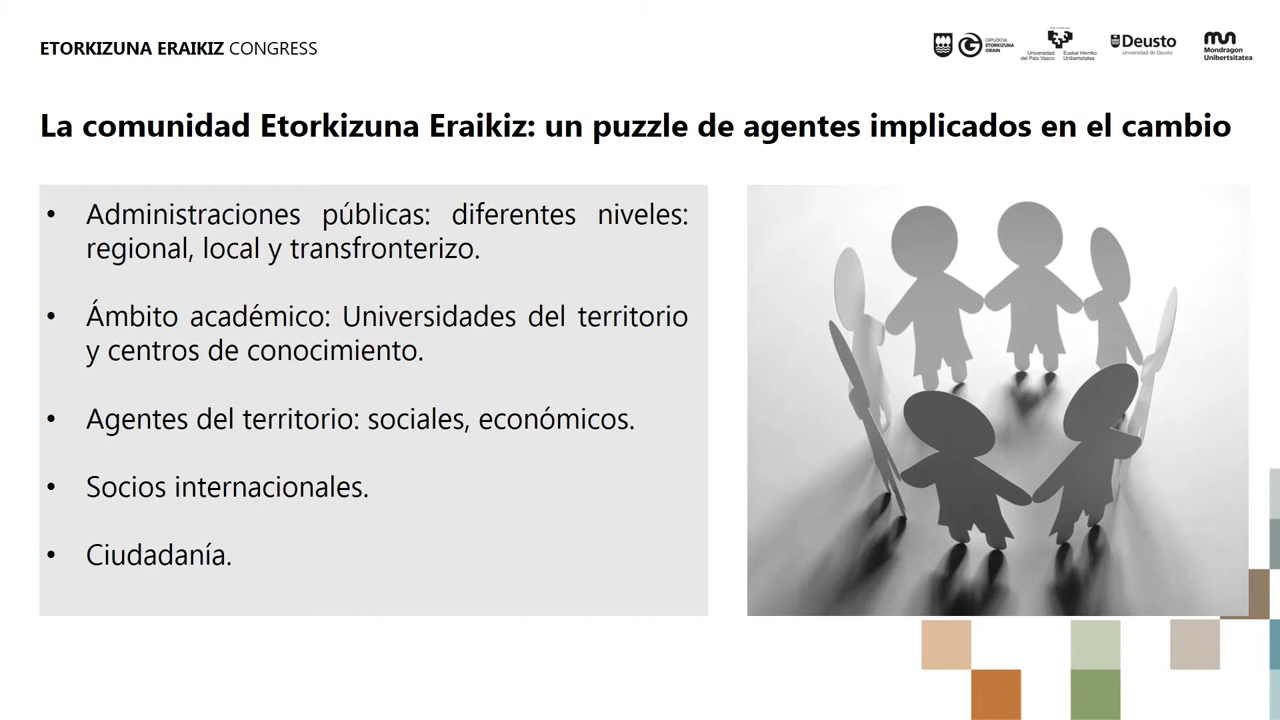 ETORKIZUNA ERAIKIZ CONGRESS
GIPUZKOA
ETORKIZUNA
ORAIN
Universidad
del País Vasco
Euskal Herriko
Unibertsitatea
Deusto
Universidad de Deusto
Mondragon
Unibertsitatea
La comunidad Etorkizuna Eraikiz: un puzzle de agentes implicados en el cambio
• Administraciones públicas: diferentes niveles:
regional, local y transfronterizo.
• Ámbito académico: Universidades del territorio
y centros de conocimiento.
• Agentes del territorio: sociales, económicos.
• Socios internacionales.
• Ciudadanía.